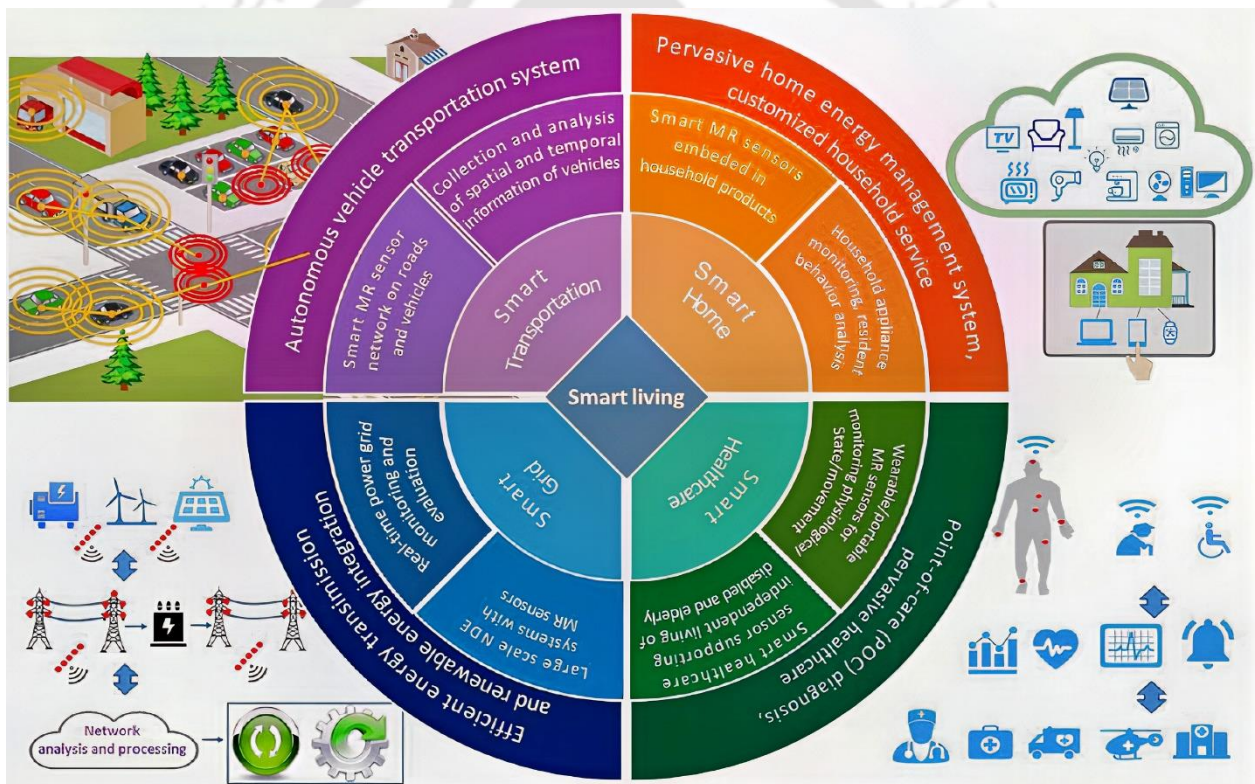 Autonomous vehicle transportation system
Collection and analysis
of spatial and temporal
information of vehicles
Smart MR sensor
network on roads
and vehicles
Smart
Transportation
Pervasive home energy management system,
customized household service
Smart MR sensors
embeded in
household products
Household appliance
monitoring, resident
behavior analysis
Smart
Home
TV
Smart living
Real-time power grid
monitoring and
evaluation
Smart
Grid
Large scale NDE
systems with
MR sensors
Efficient energy transimission
and renewable energy integration
Network
analysis and processing
Smart
Healthcare
Wearable/portable
MR sensors for
monitoring physiological
State/movement
Smart healthcare
sensor supporting
independent living of
disabled and elderly
Point-of-care (POC) diagnosis,
pervasive healthcare